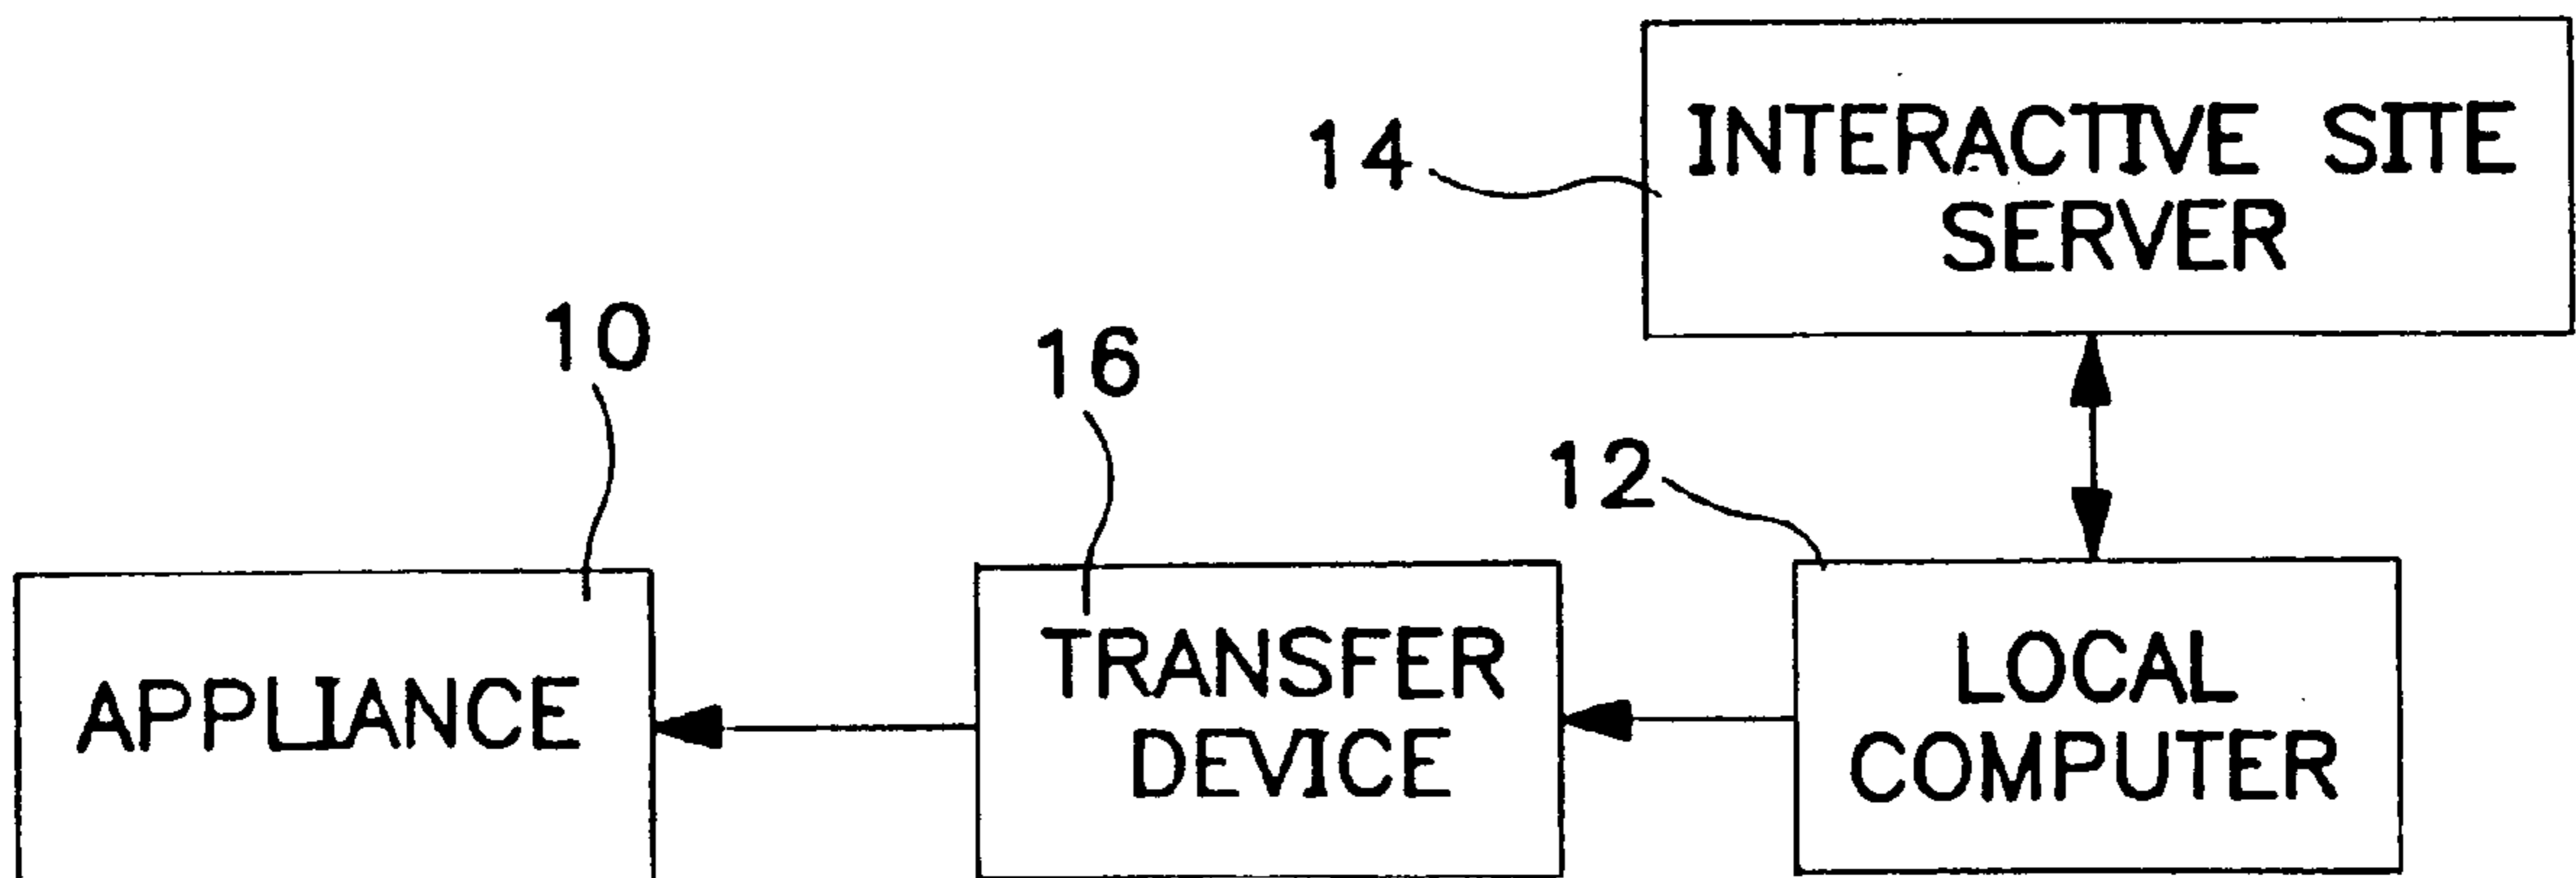 14
INTERACTIVE SITE
SERVER
10
16
12
APPLIANCE
TRANSFER
DEVICE
LOCAL
COMPUTER